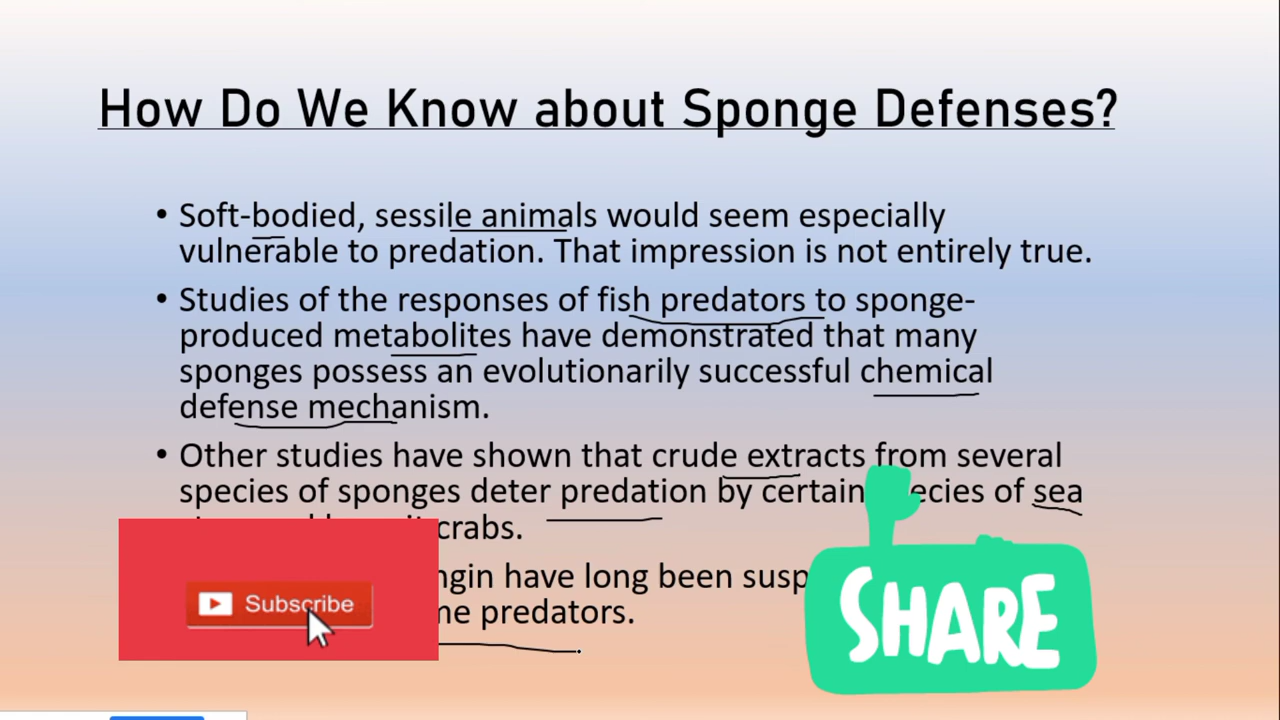 How Do We Know about Sponge Defenses?
• Soft-bodied, sessile animals would seem especially
vulnerable to predation. That impression is not entirely true.
• Studies of the responses of fish predators to sponge-
produced metabolites have demonstrated that many
sponges possess an evolutionarily successful chemical
defense mechanism.
• Other studies have shown that crude extracts from several
species of sponges deter predation by certain species of sea
crabs.
have long been
predators.
Subscribe
SHARE